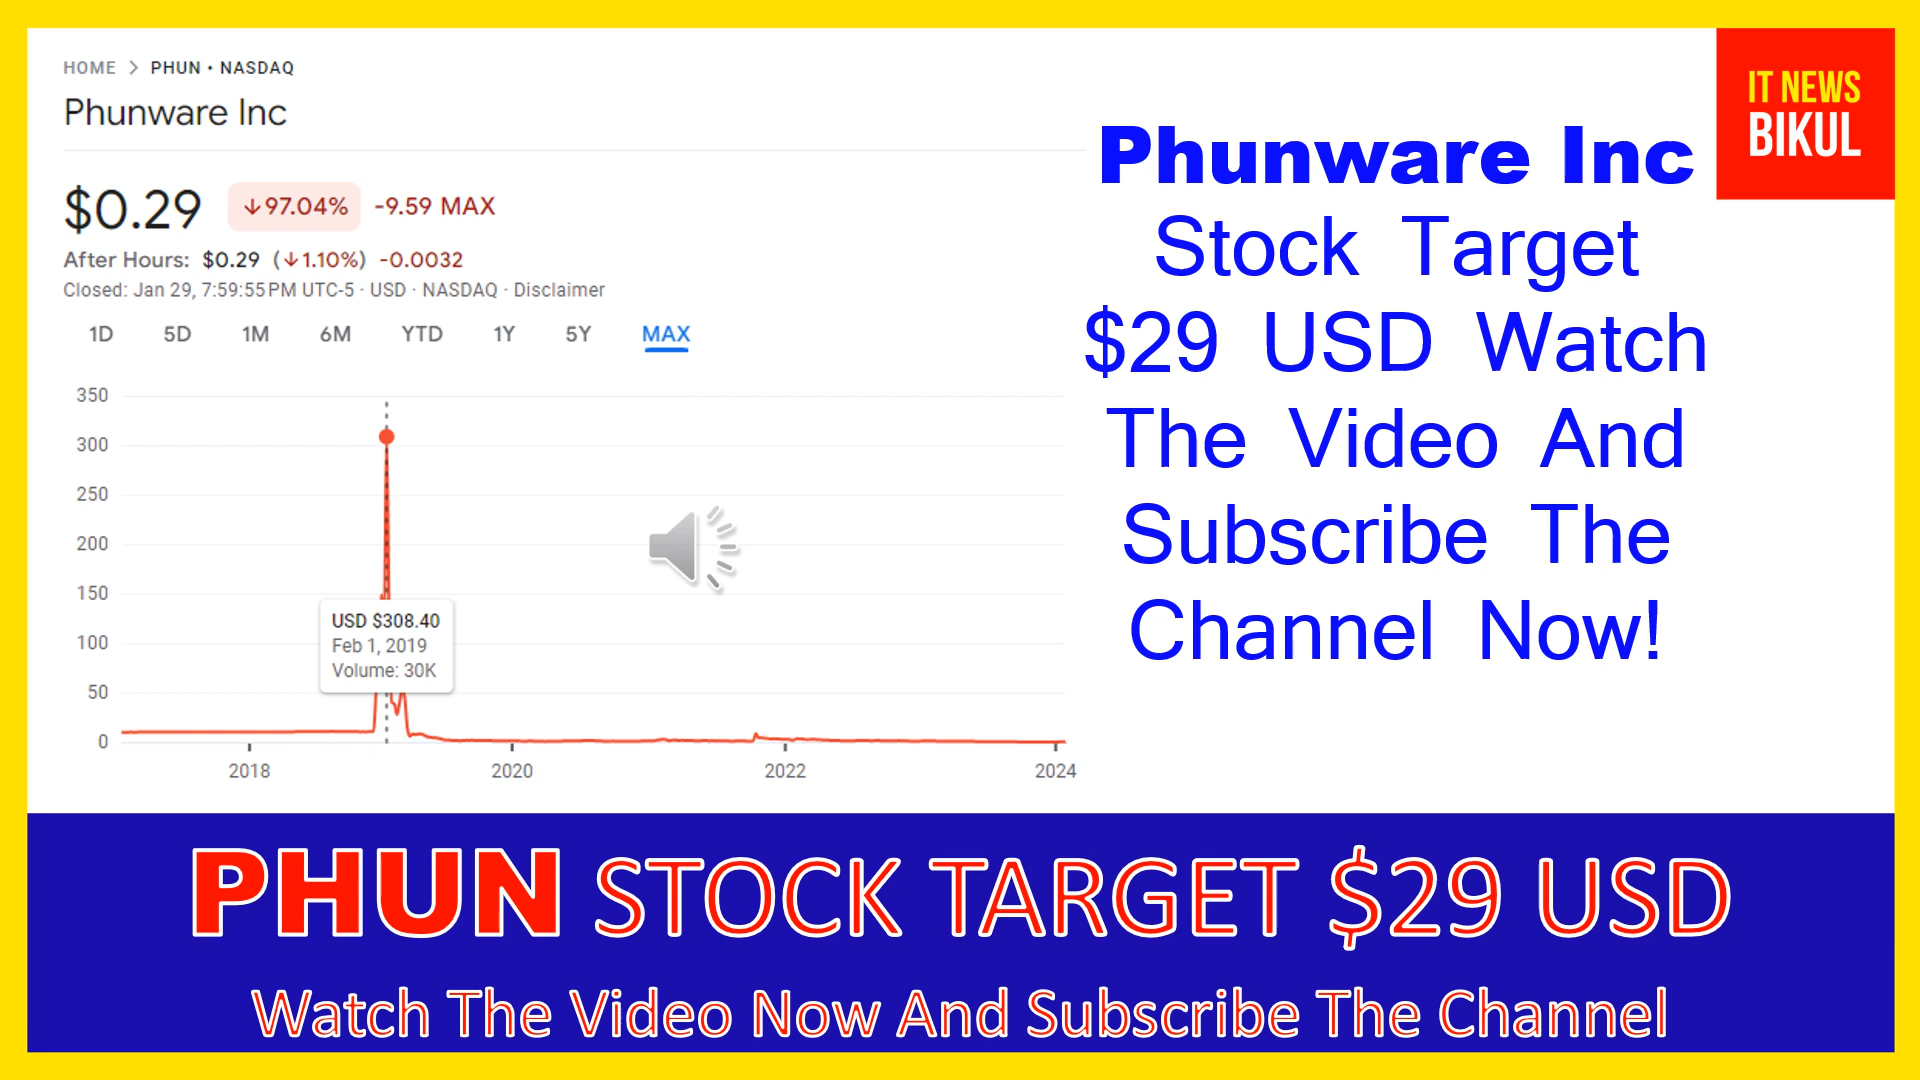 HOME > PHUN • NASDAQ
Phunware Inc
$0.29 ↓97.04% -9.59 MAX
After Hours: $0.29 (↓1.10%) -0.0032
Closed: Jan 29, 7:59:55 PM UTC-5 · USD · NASDAQ · Disclaimer
1D 5D 1M 6M YTD 1Y 5Y MAX
350
300
250
200
150
100
50
0
USD $308.40
Feb 1, 2019
Volume: 30K
2018 2020 2022 2024
Phunware Inc
Stock Target
$29 USD Watch
The Video And
Subscribe The
Channel Now!
IT NEWS
BIKUL
PHUN STOCK TARGET $29 USD
Watch The Video Now And Subscribe The Channel